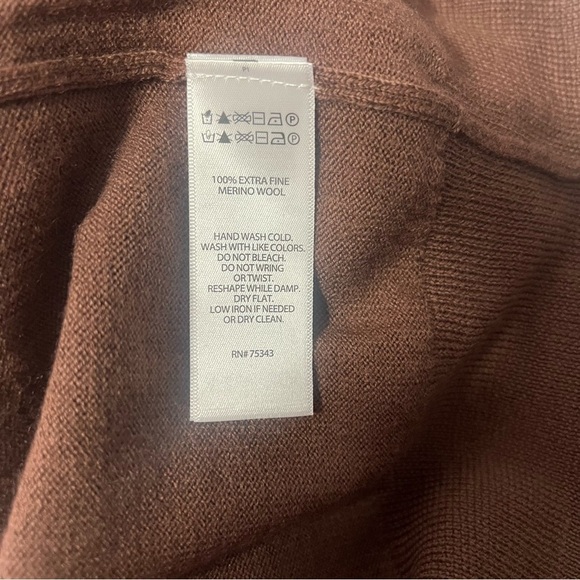 100% EXTRA FINE
MERINO WOOL
HAND WASH COLD.
WASH WITH LIKE COLORS.
DO NOT BLEACH.
DO NOT WRING
OR TWIST.
RESHAPE WHILE DAMP.
DRY FLAT.
LOW IRON IF NEEDED
OR DRY CLEAN.
RN# 75343